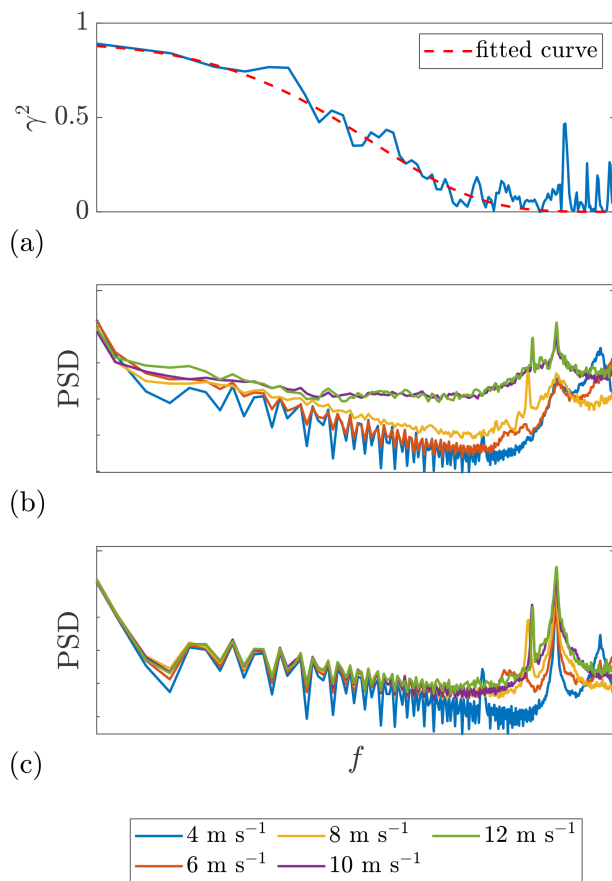 1
fitted curve
γ²
0.5
0
(a)
PSD
(b)
PSD
(c)
f
4 m s⁻¹ 8 m s⁻¹ 12 m s⁻¹
6 m s⁻¹ 10 m s⁻¹